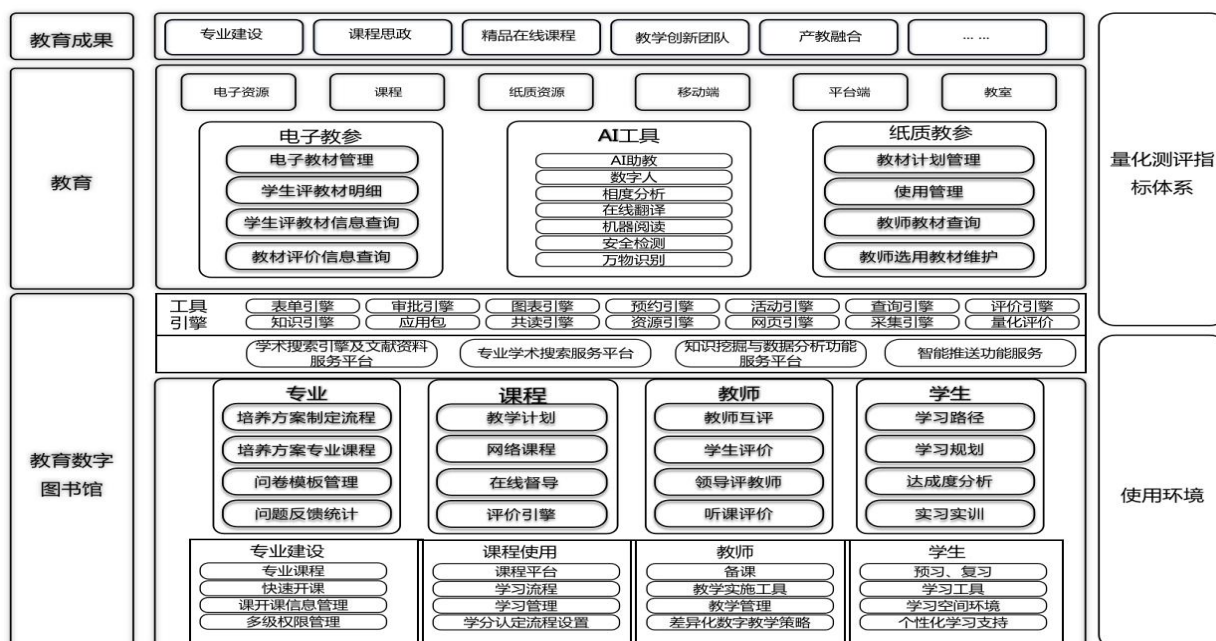 教育成果
专业建设
课程思政
精品在线课程
教学创新团队
产教融合
... ...
教育
电子资源
课程
纸质资源
移动端
平台端
教室
电子教参
电子教材管理
学生评教材明细
学生评教材信息查询
教材评价信息查询
AI工具
AI助教
数字人
相度分析
在线翻译
机器阅读
安全检测
万物识别
纸质教参
教材计划管理
使用管理
教师教材查询
教师选用教材维护
量化测评指
标体系
教育数字
图书馆
工具
引擎
表单引擎
审批引擎
图表引擎
预约引擎
活动引擎
查询引擎
评价引擎
知识引擎
应用包
共读引擎
资源引擎
网页引擎
采集引擎
量化评价
学术搜索引擎及文献资料
服务平台
专业学术搜索服务平台
知识挖掘与数据分析功能
服务平台
智能推送功能服务
专业
培养方案制定流程
培养方案专业课程
问卷模板管理
问题反馈统计
课程
教学计划
网络课程
在线督导
评价引擎
教师
教师互评
学生评价
领导评教师
听课评价
学生
学习路径
学习规划
达成度分析
实习实训
专业建设
专业课程
快速开课
课开课信息管理
多级权限管理
课程使用
课程平台
学习流程
学习管理
学分认定流程设置
教师
备课
教学实施工具
教学管理
差异化数字教学策略
学生
预习、复习
学习工具
学习空间环境
个性化学习支持
使用环境